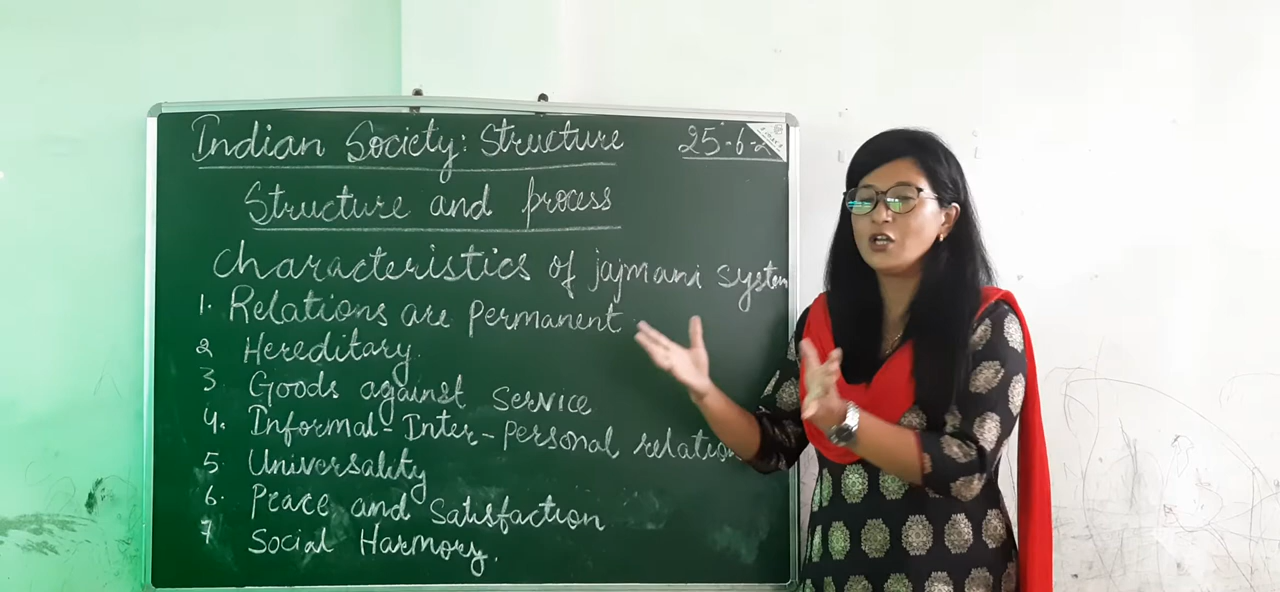 Indian Society: Structure 25-6-2
Structure and process
Characteristics of jajmani system
1. Relations are permanent
2 Hereditary.
3 Goods against service
4. Informal-Inter-personal relation
5. Universality
6. Peace and Satisfaction
7 Social Harmony.